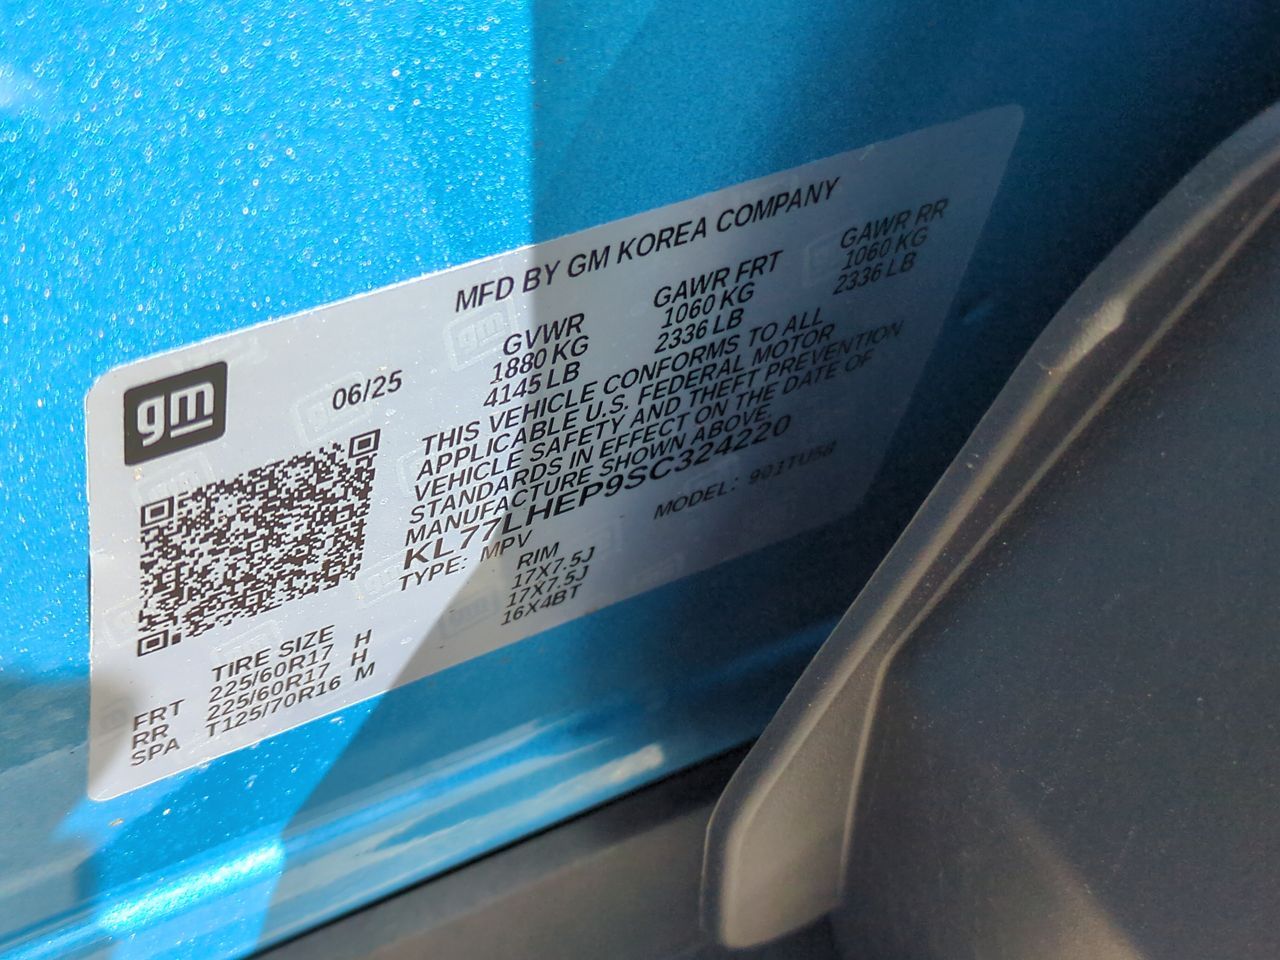 MFD BY GM KOREA COMPANY
gm
06/25
GVWR GAWR FRT GAWR RR
1880 KG 1060 KG 1060 KG
4145 LB 2336 LB 2336 LB
THIS VEHICLE CONFORMS TO ALL
APPLICABLE U.S. FEDERAL MOTOR
VEHICLE SAFETY AND THEFT PREVENTION
STANDARDS IN EFFECT ON THE DATE OF
MANUFACTURE SHOWN ABOVE.
KL77LHEP9SC324220
TYPE: MPV MODEL: 901TU58
TIRE SIZE RIM
FRT 225/60R17 H 17X7.5J
RR 225/60R17 H 17X7.5J
SPA T125/70R16 M 16X4BT